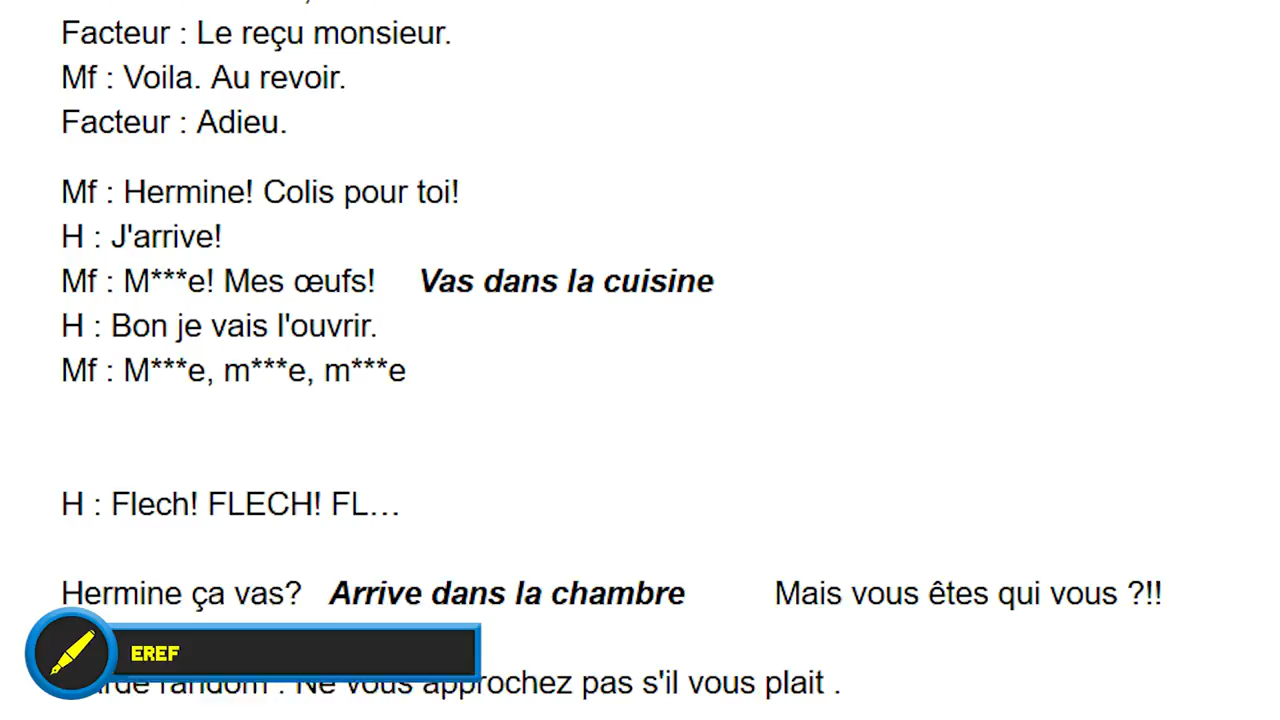 Facteur : Le reçu monsieur.
Mf : Voila. Au revoir.
Facteur : Adieu.
Mf : Hermine! Colis pour toi!
H : J'arrive!
Mf : M***e! Mes œufs! Vas dans la cuisine
H : Bon je vais l'ouvrir.
Mf : M***e, m***e, m***e
H : Flech! FLECH! FL…
Hermine ça vas? Arrive dans la chambre Mais vous êtes qui vous ?!!
EREF
random : Ne vous approchez pas s'il vous plait .